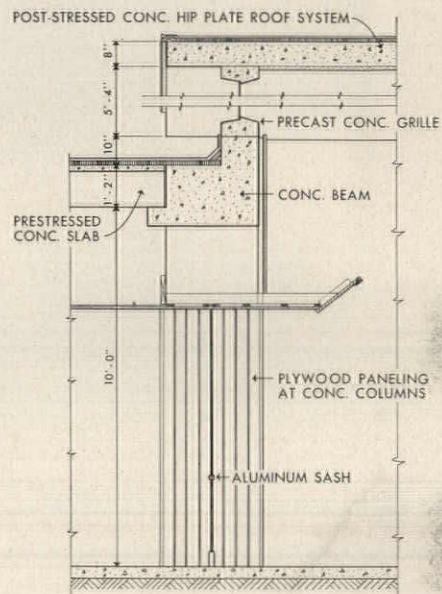 POST-STRESSED CONC. HIP PLATE ROOF SYSTEM
8"
5'-4"
PRECAST CONC. GRILLE
10"
CONC. BEAM
1'-2"
PRESTRESSED
CONC. SLAB
10'-0"
PLYWOOD PANELING
AT CONC. COLUMNS
ALUMINUM SASH